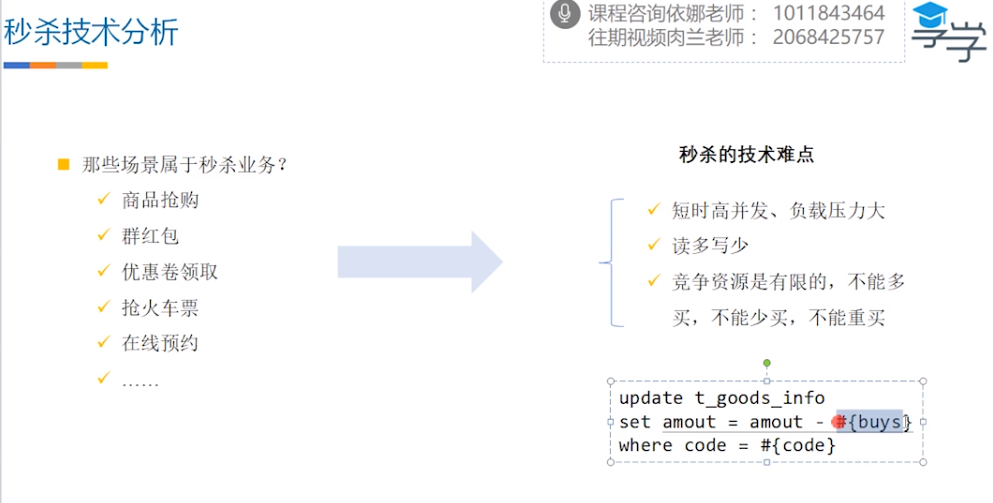 秒杀技术分析
课程咨询依娜老师： 1011843464
往期视频肉兰老师： 2068425757
享学
那些场景属于秒杀业务？
商品抢购
群红包
优惠卷领取
抢火车票
在线预约
……
秒杀的技术难点
短时高并发、负载压力大
读多写少
竞争资源是有限的，不能多
买，不能少买，不能重买
update t_goods_info
set amout = amout - #{buys}
where code = #{code}